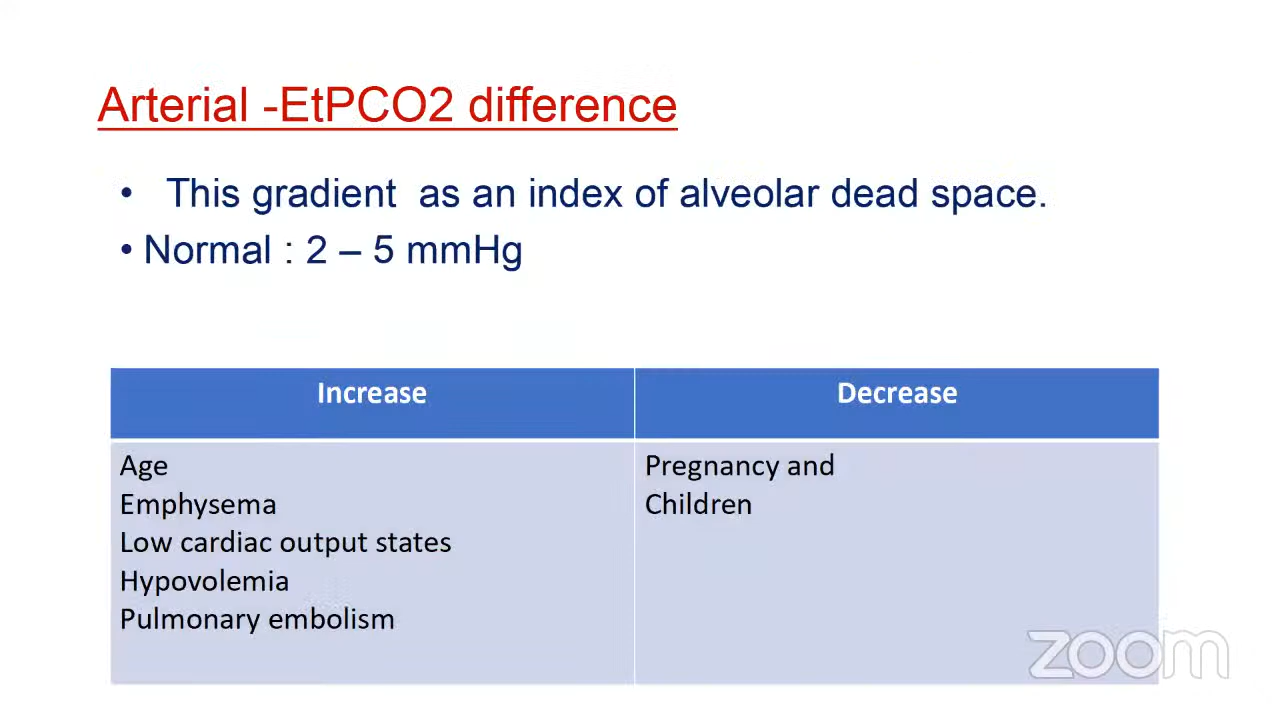 Arterial -EtPCO2 difference
• This gradient as an index of alveolar dead space.
• Normal : 2 – 5 mmHg
Increase
Decrease
Age
Emphysema
Low cardiac output states
Hypovolemia
Pulmonary embolism
Pregnancy and
Children
zoom